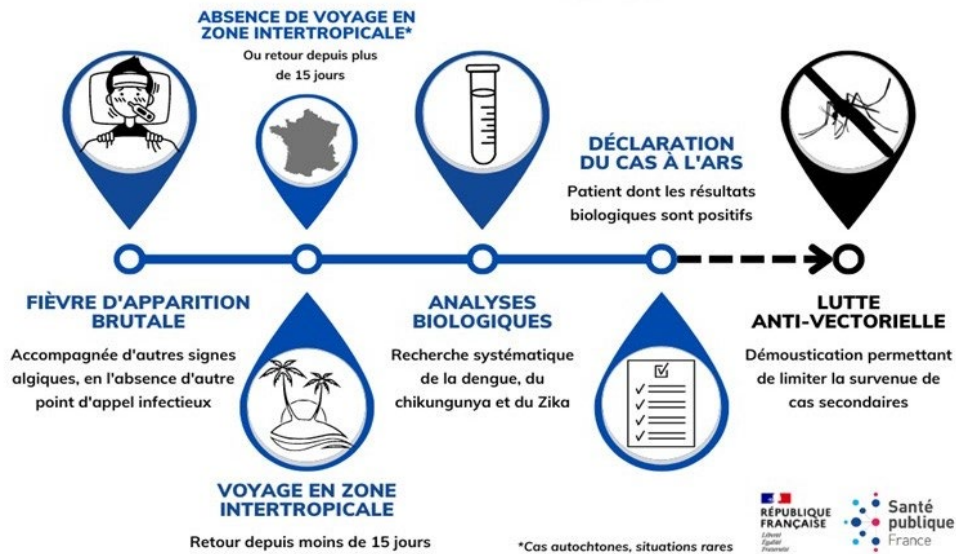 ABSENCE DE VOYAGE EN
ZONE INTERTROPICALE*
Ou retour depuis plus
de 15 jours
DÉCLARATION
DU CAS À L'ARS
Patient dont les résultats
biologiques sont positifs
FIÈVRE D'APPARITION
BRUTALE
Accompagnée d'autres signes
algiques, en l'absence d'autre
point d'appel infectieux
ANALYSES
BIOLOGIQUES
Recherche systématique
de la dengue, du
chikungunya et du Zika
LUTTE
ANTI-VECTORIELLE
Démoustication permettant
de limiter la survenue de
cas secondaires
VOYAGE EN ZONE
INTERTROPICALE
Retour depuis moins de 15 jours
*Cas autochtones, situations rares
RÉPUBLIQUE
FRANÇAISE
Liberté
Égalité
Fraternité
Santé
publique
France